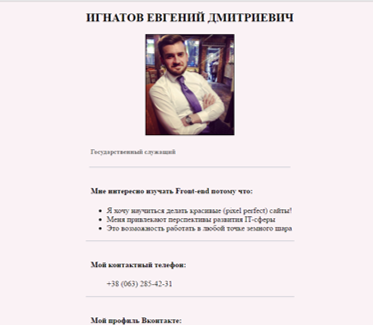 ИГНАТОВ ЕВГЕНИЙ ДМИТРИЕВИЧ
Государственный служащий
Мне интересно изучать Front-end потому что:
Я хочу научиться делать красивые (pixel perfect) сайты!
Меня привлекают перспективы развития IT-сферы
Это возможность работать в любой точке земного шара
Мой контактный телефон:
+38 (063) 285-42-31
Мой профиль Вконтакте: